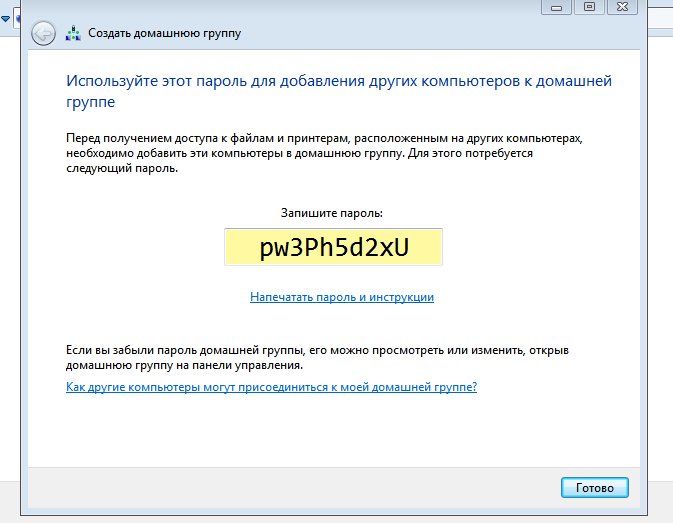 Создать домашнюю группу
Используйте этот пароль для добавления других компьютеров к домашней
группе
Перед получением доступа к файлам и принтерам, расположенным на других компьютерах,
необходимо добавить эти компьютеры в домашнюю группу. Для этого потребуется
следующий пароль.
Запишите пароль:
pw3Ph5d2xU
Напечатать пароль и инструкции
Если вы забыли пароль домашней группы, его можно просмотреть или изменить, открыв
домашнюю группу на панели управления.
Как другие компьютеры могут присоединиться к моей домашней группе?
Готово